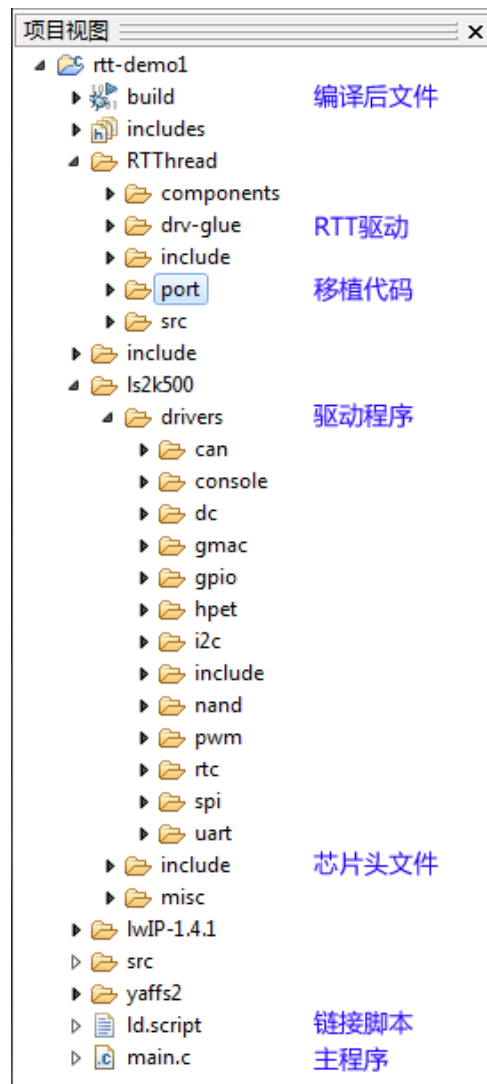 项目视图
rtt-demo1
build 编译后文件
includes
RTThread
components
drv-glue RTT驱动
include
port 移植代码
src
include
ls2k500
drivers 驱动程序
can
console
dc
gmac
gpio
hpet
i2c
include
nand
pwm
rtc
spi
uart
include 芯片头文件
misc
lwIP-1.4.1
src
yaffs2
ld.script 链接脚本
main.c 主程序